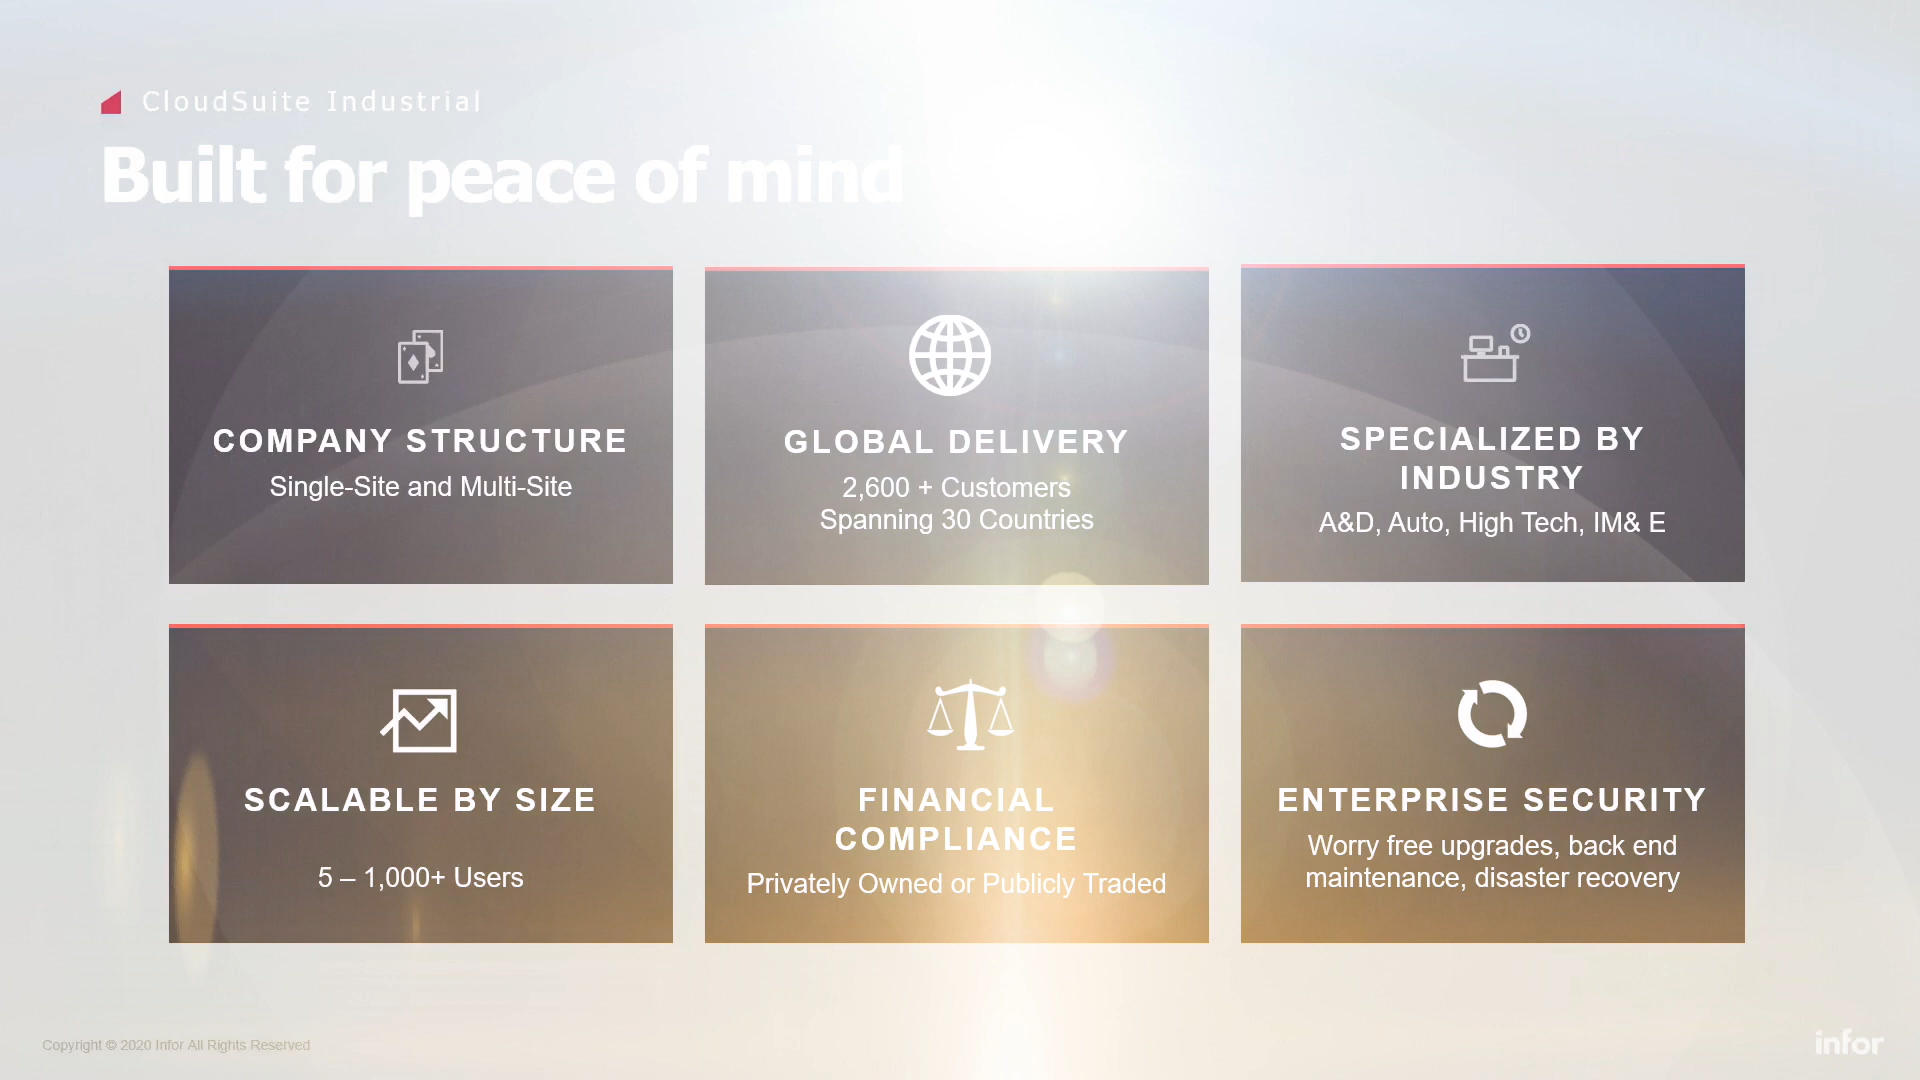 CloudSuite Industrial
Built for peace of mind
COMPANY STRUCTURE
Single-Site and Multi-Site
GLOBAL DELIVERY
2,600 + Customers
Spanning 30 Countries
SPECIALIZED BY
INDUSTRY
A&D, Auto, High Tech, IM& E
SCALABLE BY SIZE
5 – 1,000+ Users
FINANCIAL
COMPLIANCE
Privately Owned or Publicly Traded
ENTERPRISE SECURITY
Worry free upgrades, back end
maintenance, disaster recovery
Copyright © 2020 Infor All Rights Reserved
infor